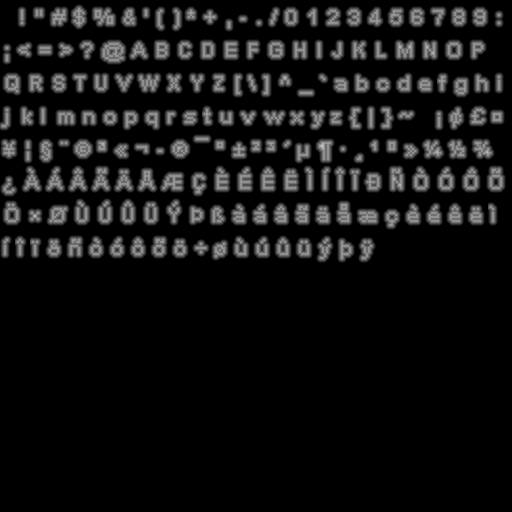 !"#$%&'()*+,-./0123456789:
;<=>?@ABCDEFGHIJKLMNOP
QRSTUVWXYZ[\]^_`abcdefghi
jklmnopqrstuvwxyz{|}~ ¡¢£¤
¥¦§¨©ª«¬-®¯°±²³´µ¶·¸¹º»¼½¾
¿ÀÁÂÃÄÅÆÇÈÉÊËÌÍÎÏÐÑÒÓÔÕ
Ö×ØÙÚÛÜÝÞßàáâãäåæçèéêëì
íîïðñòóôõö÷øùúûüýþÿ